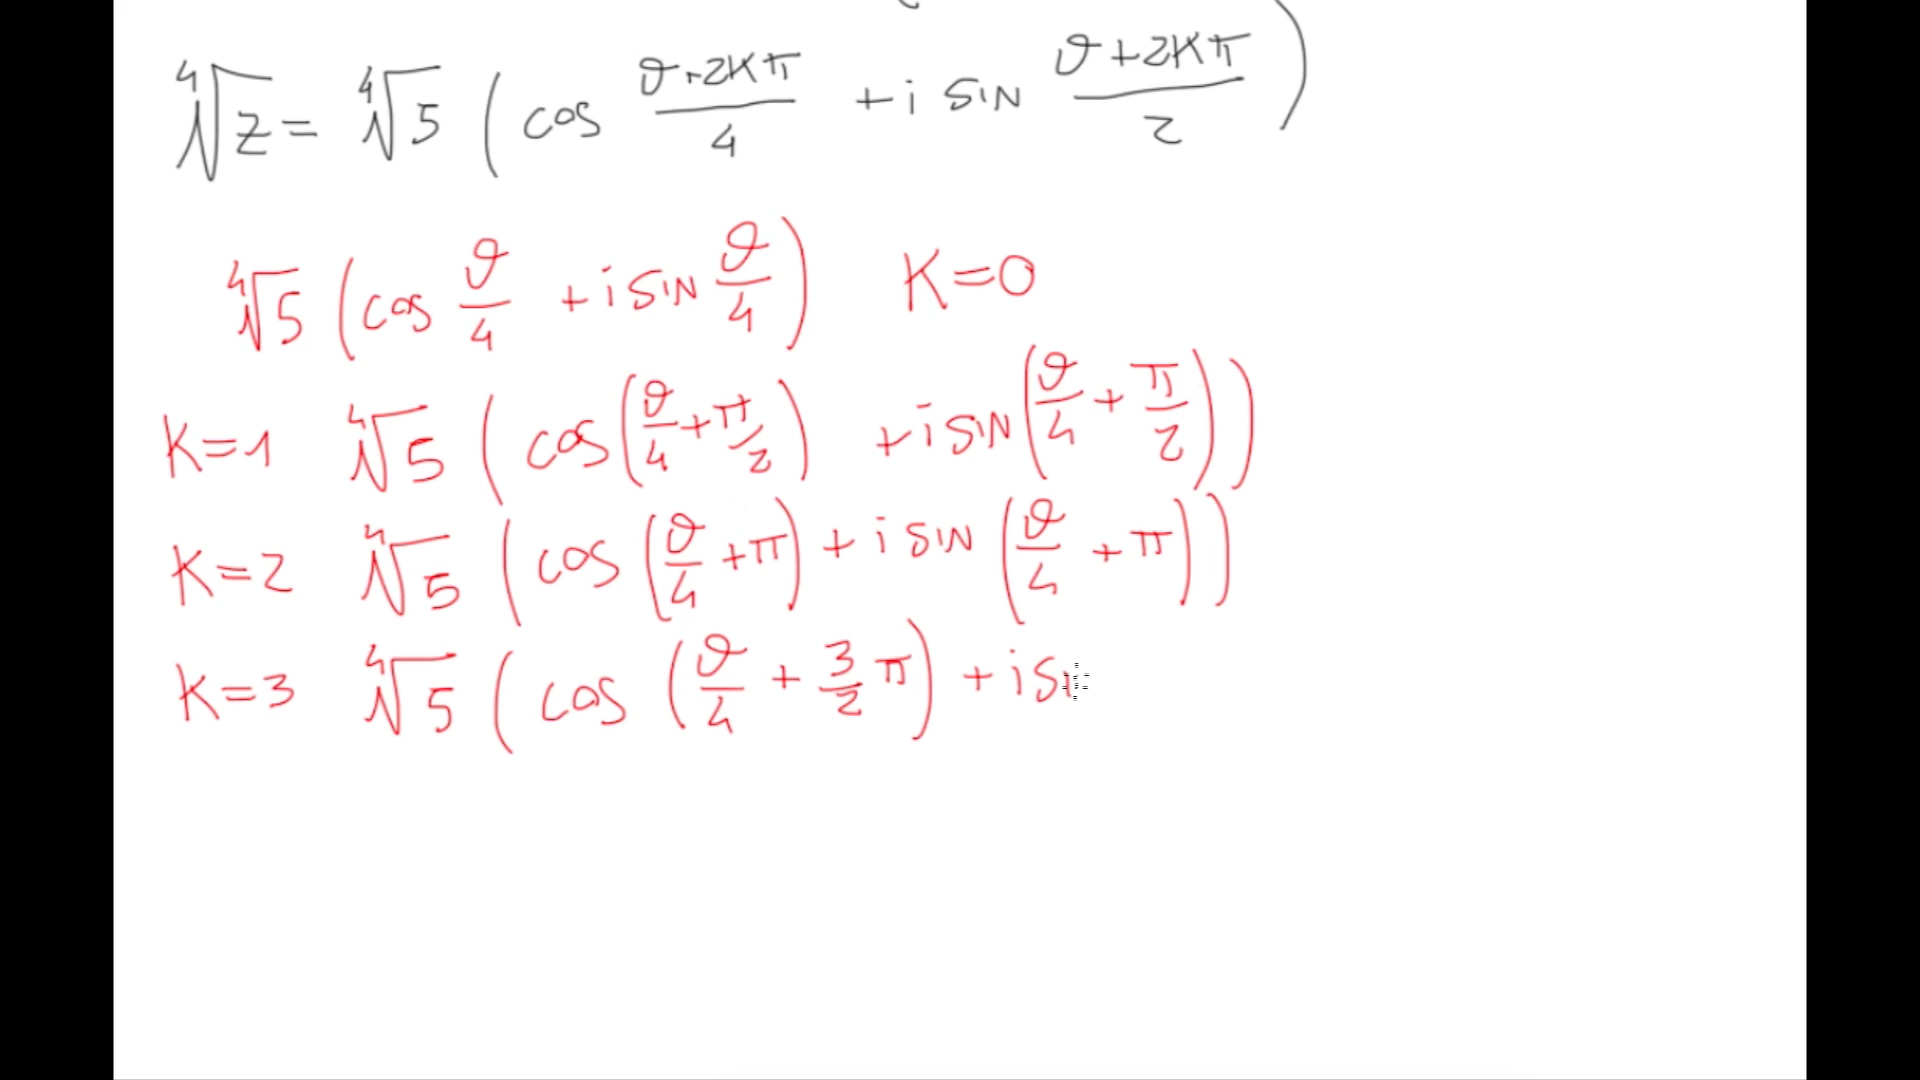 ∜z = ∜5 ( cos (ϑ+2Kπ)/4 + i sin (ϑ+2Kπ)/2 )
∜5 ( cos ϑ/4 + i sin ϑ/4 ) K=0
K=1 ∜5 ( cos (ϑ/4 + π/2) + i sin (ϑ/4 + π/2) )
K=2 ∜5 ( cos (ϑ/4 + π) + i sin (ϑ/4 + π) )
K=3 ∜5 ( cos (ϑ/4 + 3/2 π) + i si